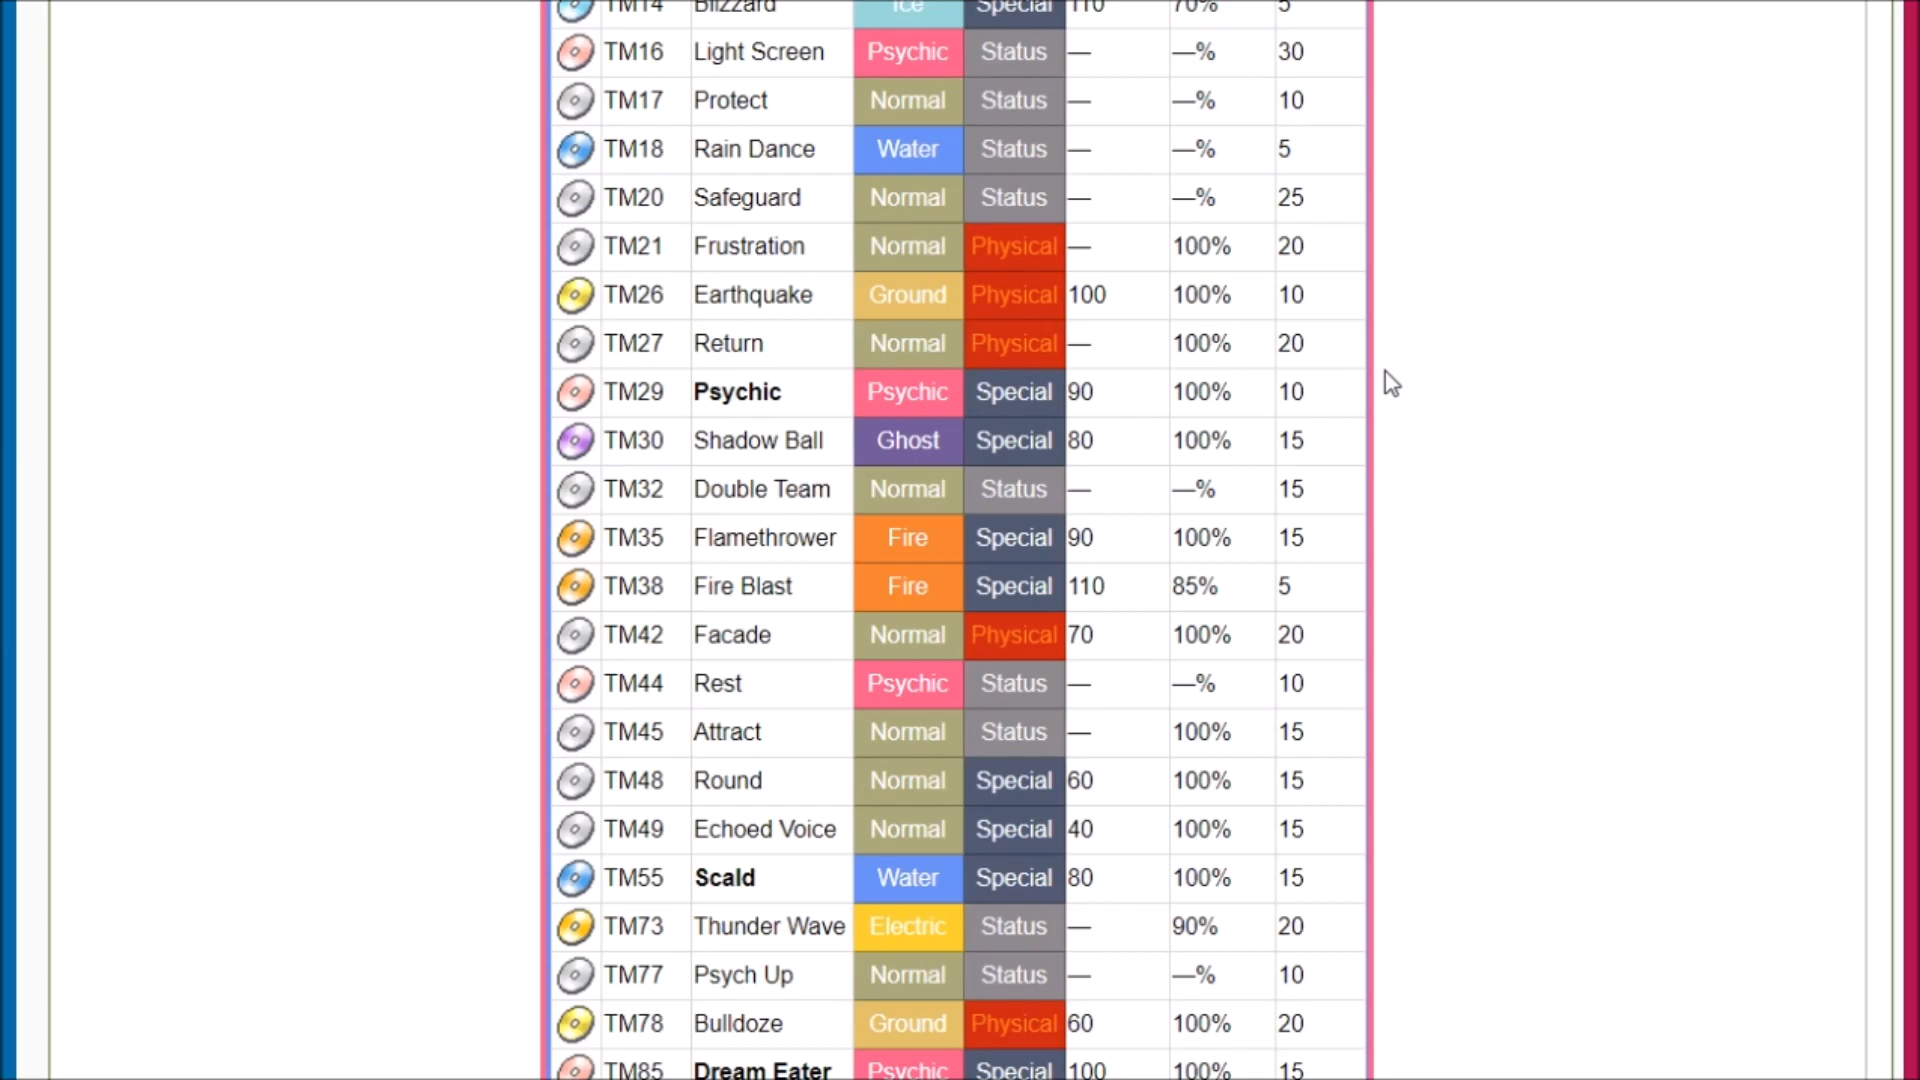 TM14 Blizzard Ice Special 110 70% 5
TM16 Light Screen Psychic Status — —% 30
TM17 Protect Normal Status — —% 10
TM18 Rain Dance Water Status — —% 5
TM20 Safeguard Normal Status — —% 25
TM21 Frustration Normal Physical — 100% 20
TM26 Earthquake Ground Physical 100 100% 10
TM27 Return Normal Physical — 100% 20
TM29 Psychic Psychic Special 90 100% 10
TM30 Shadow Ball Ghost Special 80 100% 15
TM32 Double Team Normal Status — —% 15
TM35 Flamethrower Fire Special 90 100% 15
TM38 Fire Blast Fire Special 110 85% 5
TM42 Facade Normal Physical 70 100% 20
TM44 Rest Psychic Status — —% 10
TM45 Attract Normal Status — 100% 15
TM48 Round Normal Special 60 100% 15
TM49 Echoed Voice Normal Special 40 100% 15
TM55 Scald Water Special 80 100% 15
TM73 Thunder Wave Electric Status — 90% 20
TM77 Psych Up Normal Status — —% 10
TM78 Bulldoze Ground Physical 60 100% 20
TM85 Dream Eater Psychic Special 100 100% 15